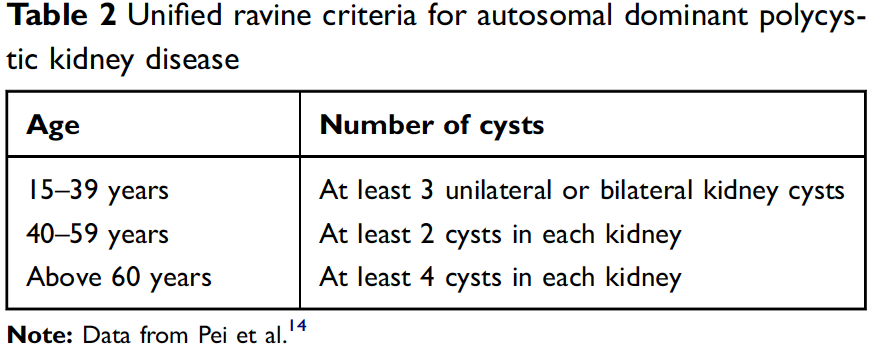 Table 2 Unified ravine criteria for autosomal dominant polycys-
tic kidney disease
Age Number of cysts
15–39 years At least 3 unilateral or bilateral kidney cysts
40–59 years At least 2 cysts in each kidney
Above 60 years At least 4 cysts in each kidney
Note: Data from Pei et al.14